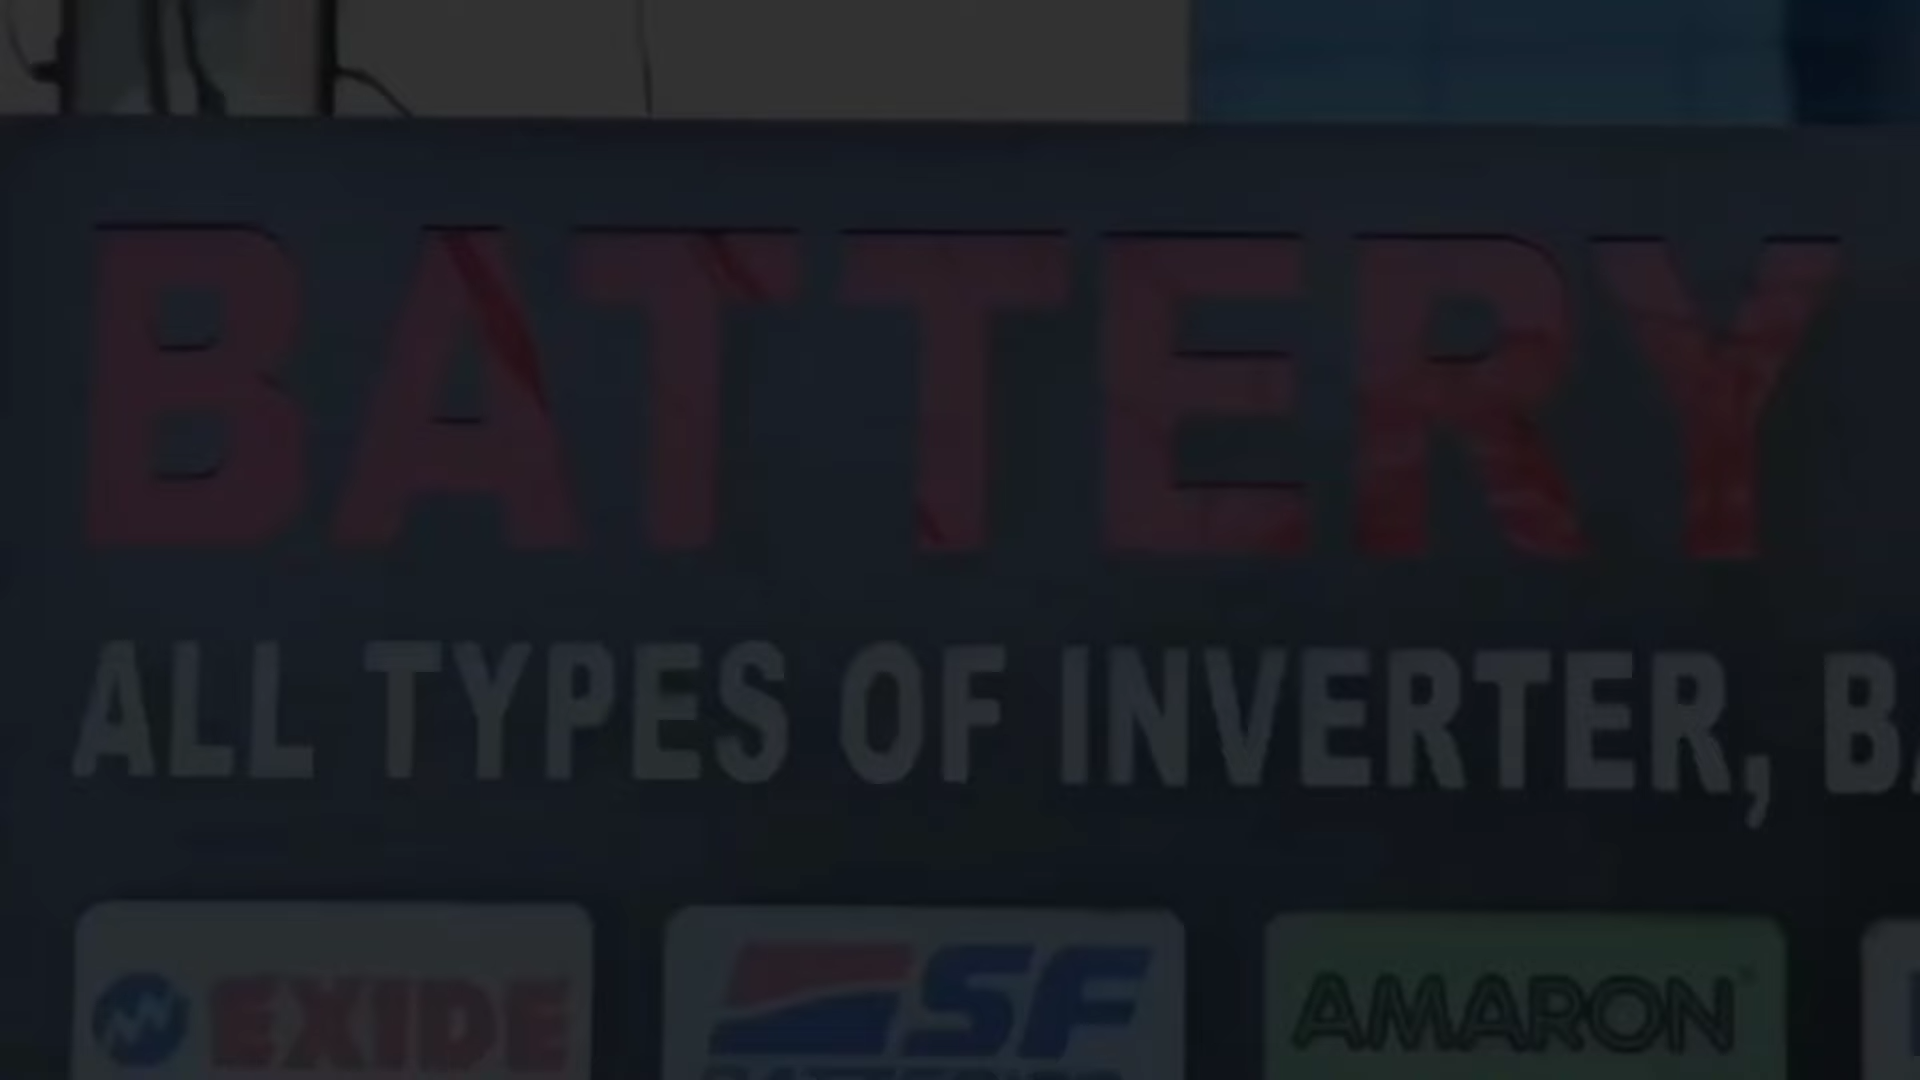 BATTERY
ALL TYPES OF INVERTER,
EXIDE
SF
AMARON